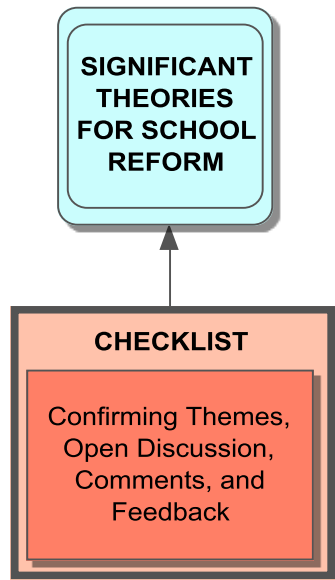 SIGNIFICANT
THEORIES
FOR SCHOOL
REFORM
CHECKLIST
Confirming Themes,
Open Discussion,
Comments, and
Feedback